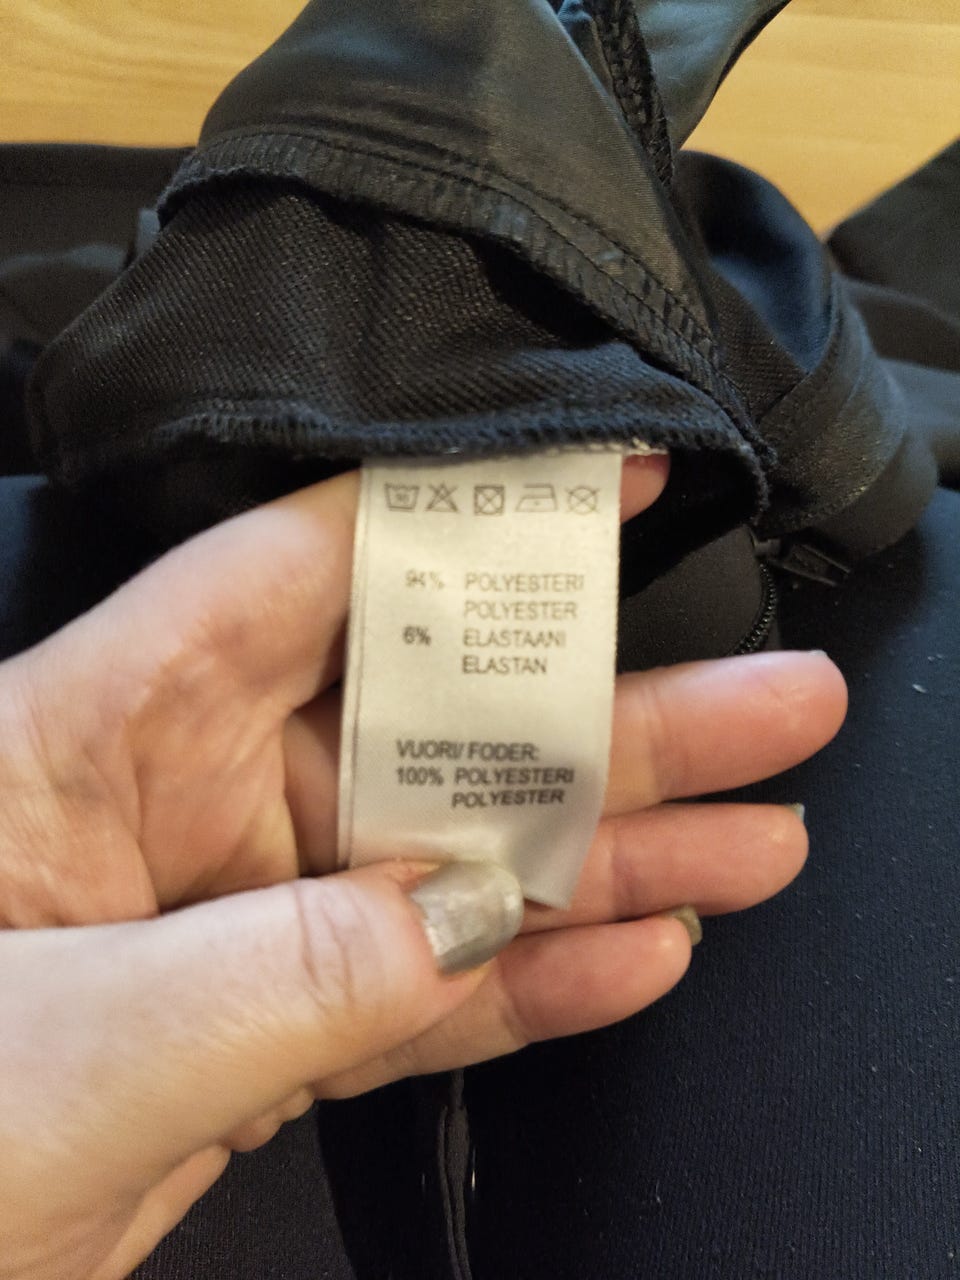 94% POLYESTERI
POLYESTER
6% ELASTAANI
ELASTAN
VUORI/ FODER:
100% POLYESTERI
POLYESTER